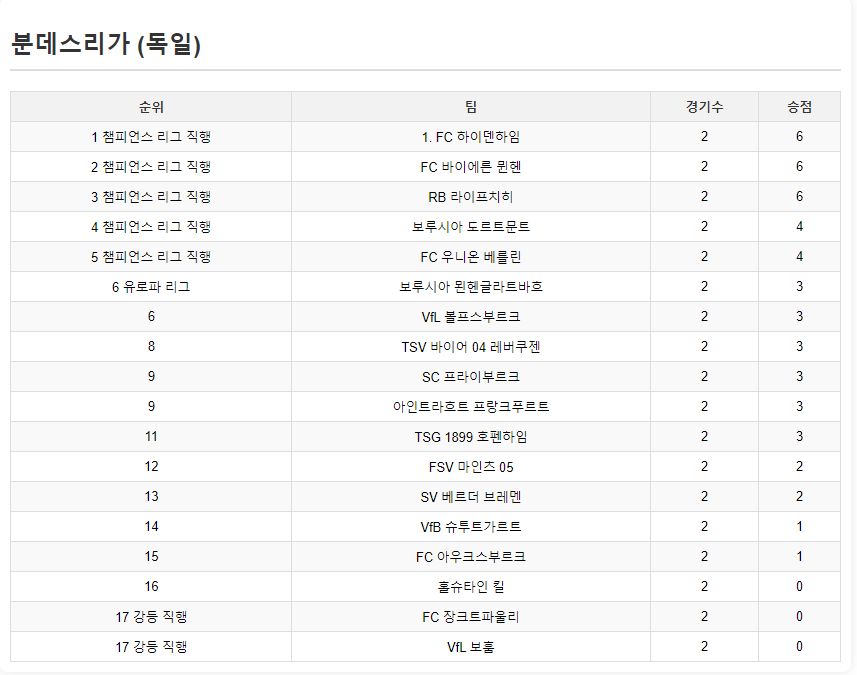 분데스리가 (독일)
순위 팀 경기수 승점
1 챔피언스 리그 직행 1. FC 하이덴하임 2 6
2 챔피언스 리그 직행 FC 바이에른 뮌헨 2 6
3 챔피언스 리그 직행 RB 라이프치히 2 6
4 챔피언스 리그 직행 보루시아 도르트문트 2 4
5 챔피언스 리그 직행 FC 우니온 베를린 2 4
6 유로파 리그 보루시아 묀헨글라트바흐 2 3
6 VfL 볼프스부르크 2 3
8 TSV 바이어 04 레버쿠젠 2 3
9 SC 프라이부르크 2 3
9 아인트라흐트 프랑크푸르트 2 3
11 TSG 1899 호펜하임 2 3
12 FSV 마인츠 05 2 2
13 SV 베르더 브레멘 2 2
14 VfB 슈투트가르트 2 1
15 FC 아우크스부르크 2 1
16 홀슈타인 킬 2 0
17 강등 직행 FC 장크트파울리 2 0
17 강등 직행 VfL 보훔 2 0